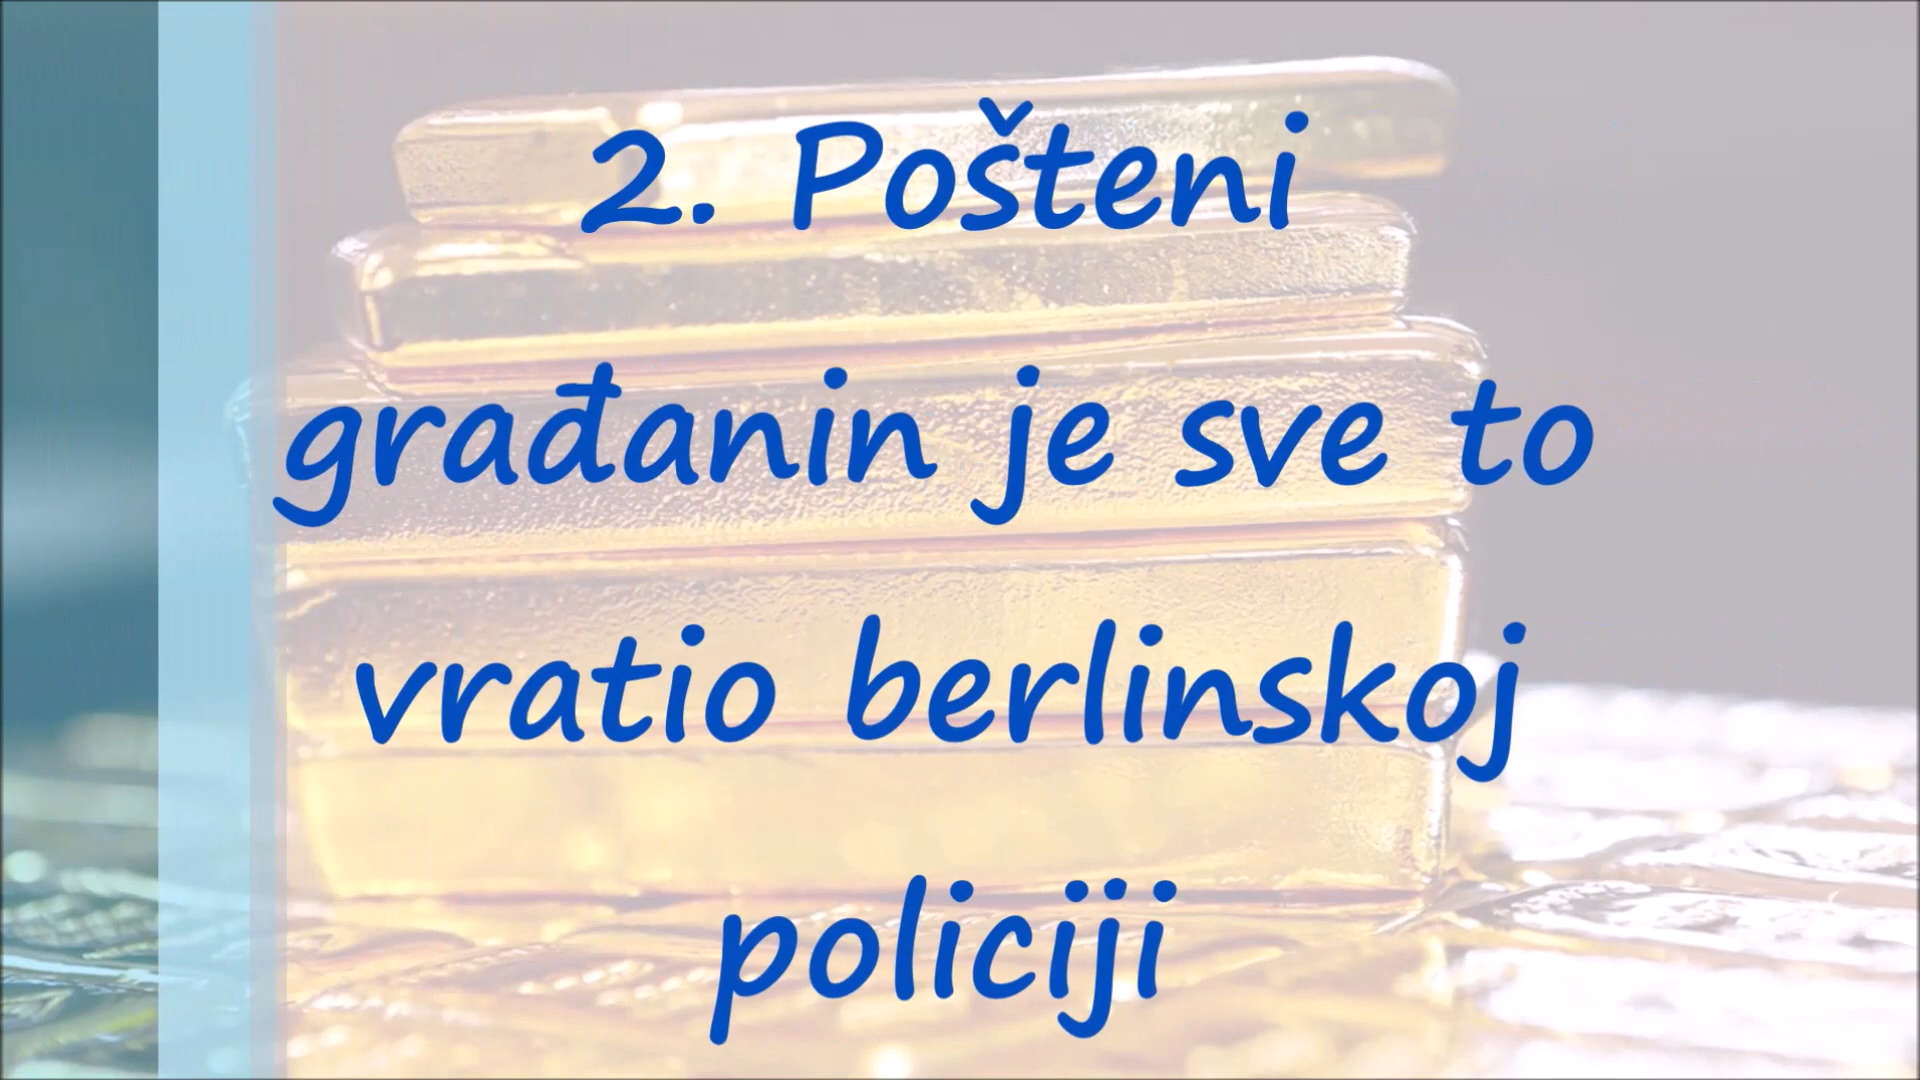 2. Pošteni
građanin je sve to
vratio berlinskoj
policiji